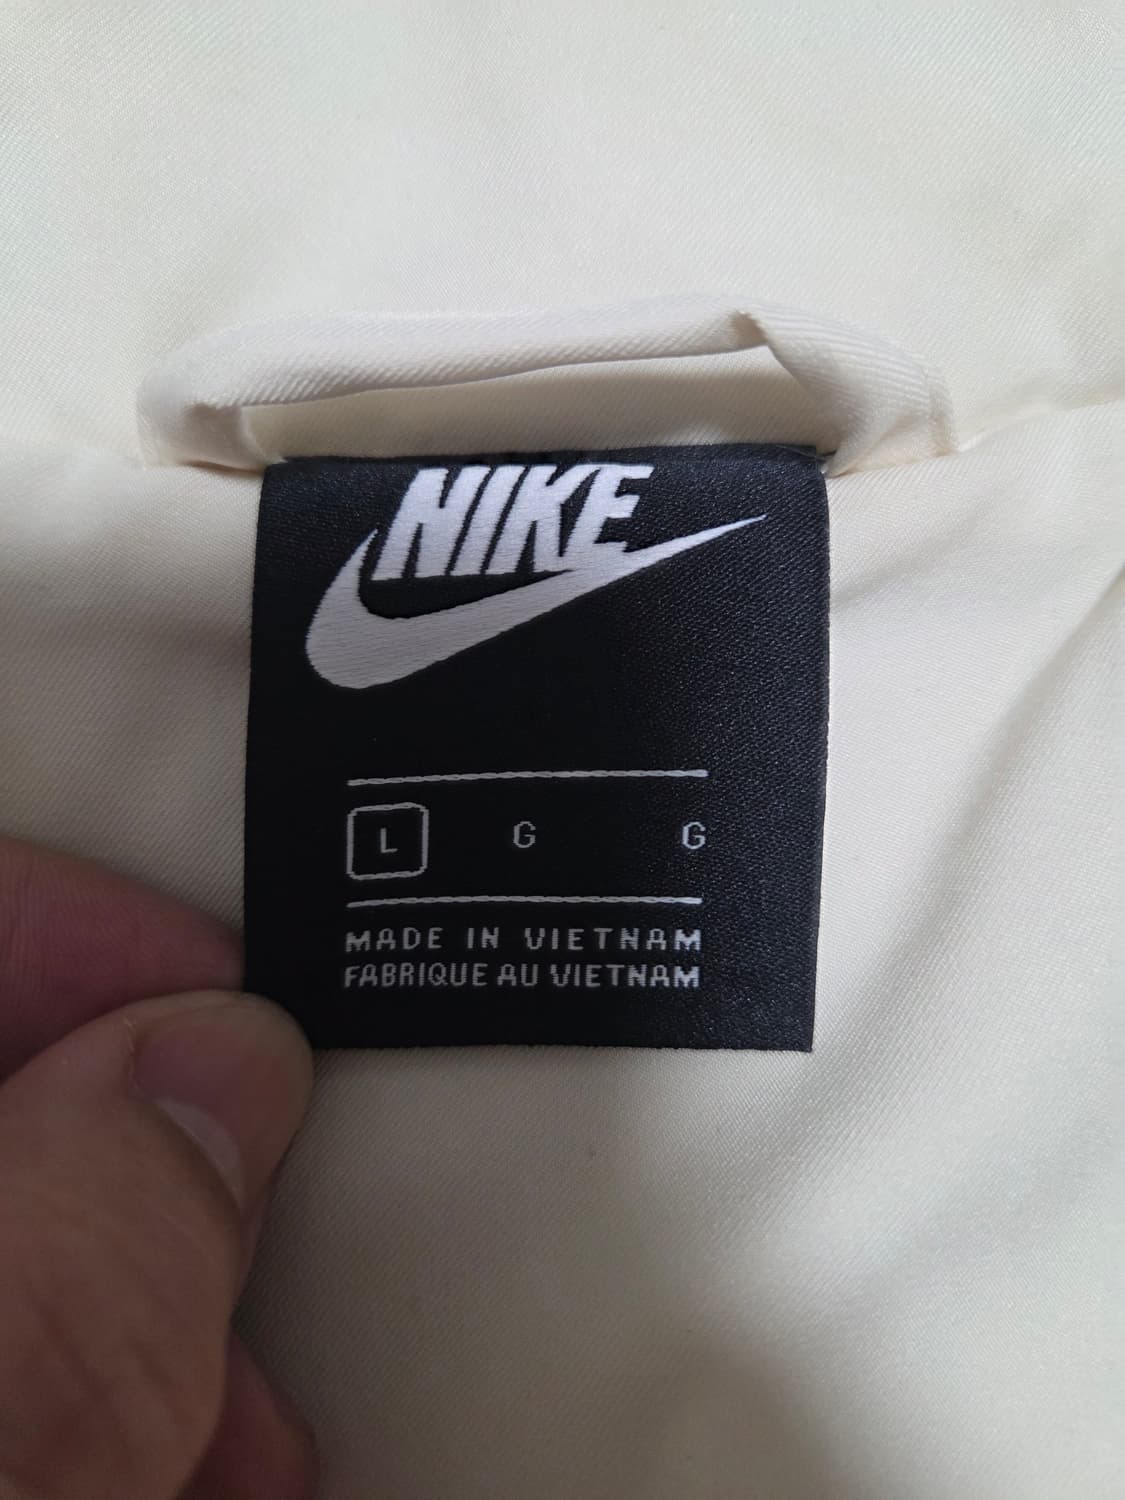 NIKE
L G G
MADE IN VIETNAM
FABRIQUE AU VIETNAM